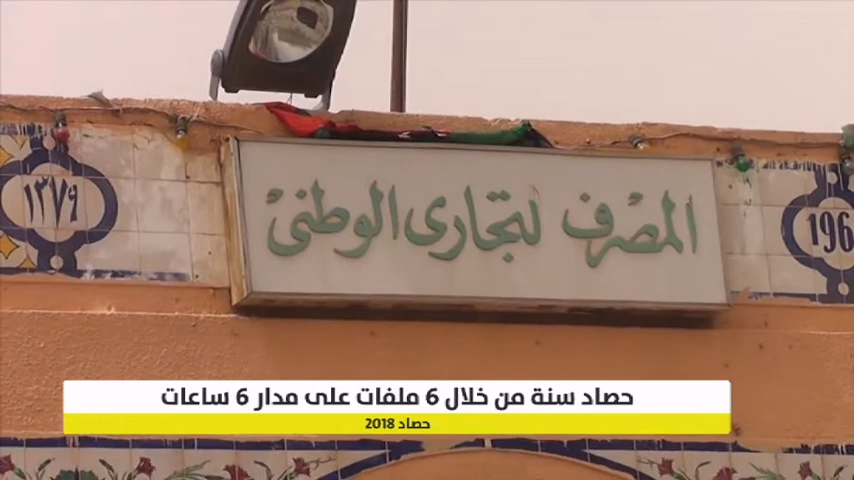 المصرف التجاري الوطني
١٣٧٩
196
حصاد سنة من خلال 6 ملفات على مدار 6 ساعات
حصاد 2018